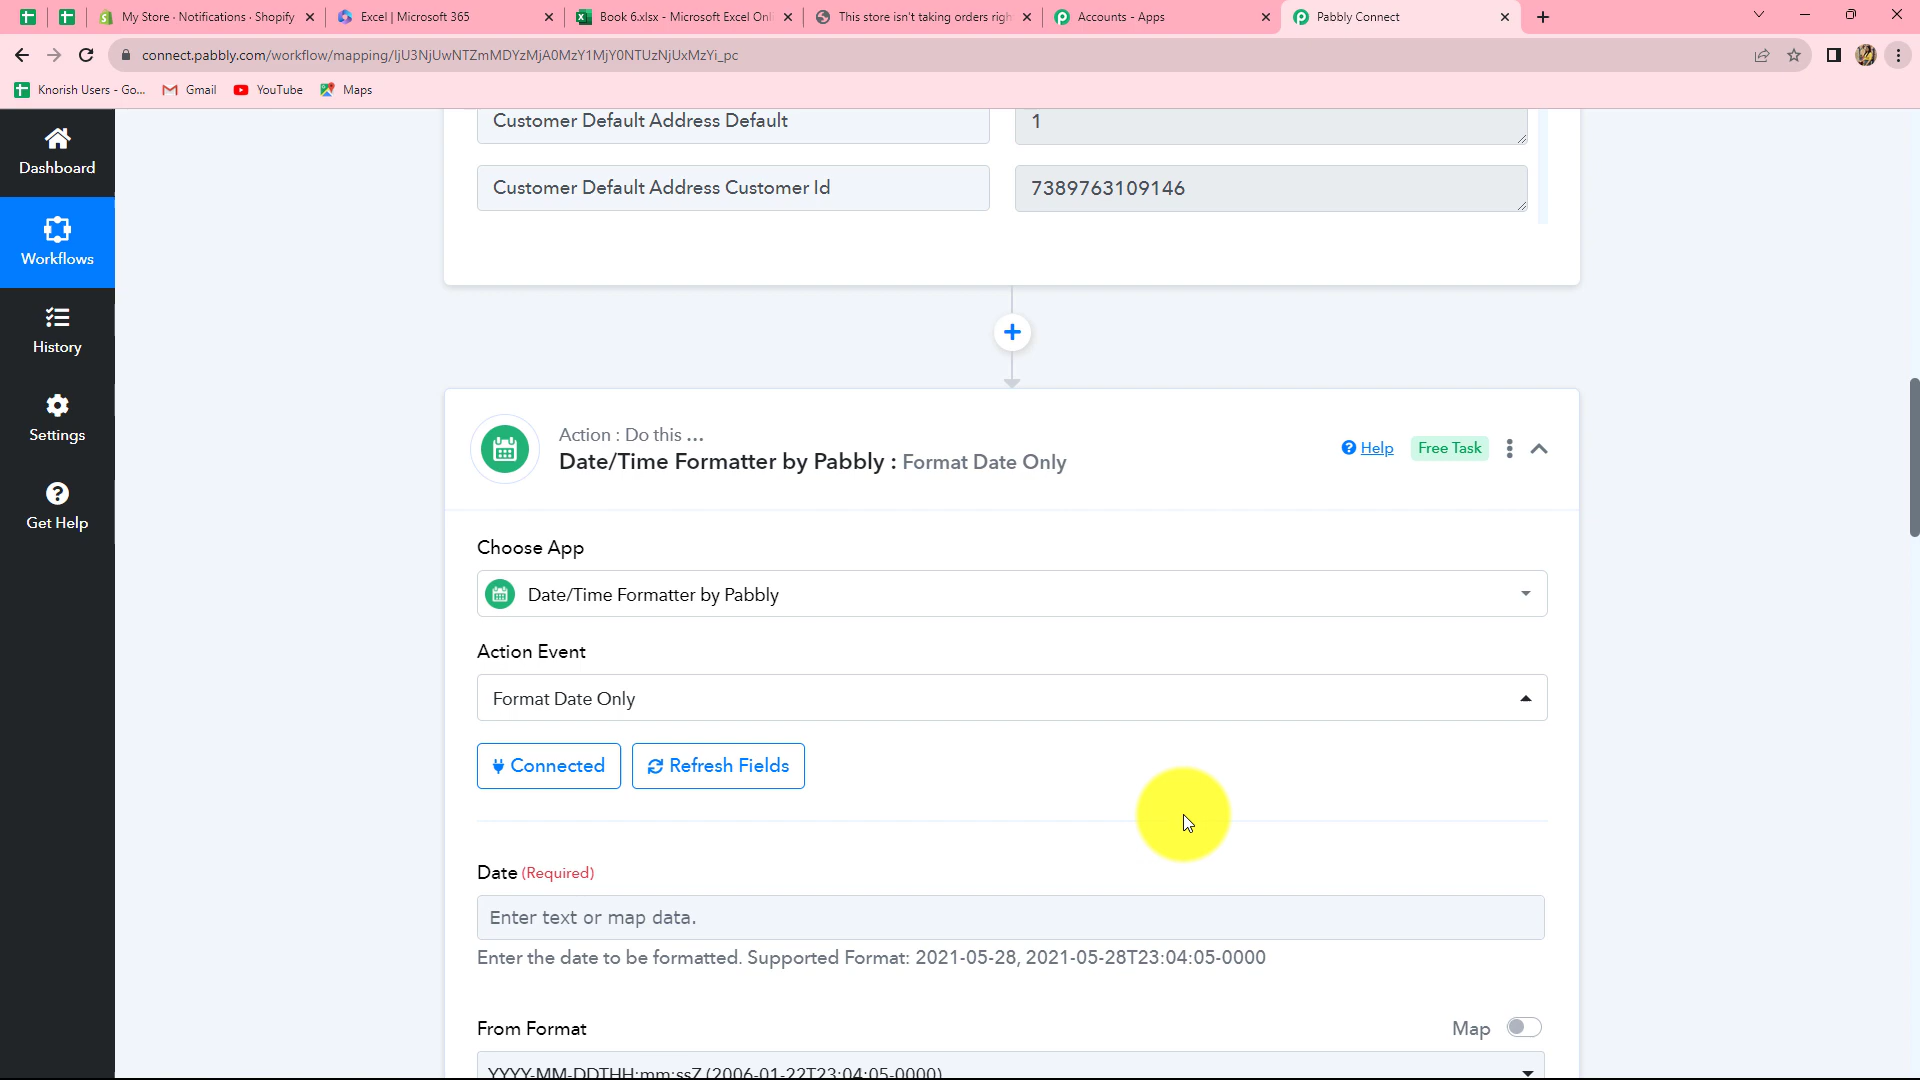 My Store · Notifications · Shopify
Excel | Microsoft 365
Book 6.xlsx - Microsoft Excel Onl
This store isn't taking orders righ
Accounts - Apps
Pabbly Connect
connect.pabbly.com/workflow/mapping/IjU3NjUwNTZmMDYzMjA0MzY1MjY0NTUzNjUxMzYi_pc
Knorish Users - Go...
Gmail
YouTube
Maps
Dashboard
Workflows
History
Settings
Get Help
Customer Default Address Default
1
Customer Default Address Customer Id
7389763109146
Action : Do this ...
Date/Time Formatter by Pabbly : Format Date Only
Help
Free Task
Choose App
Date/Time Formatter by Pabbly
Action Event
Format Date Only
Connected
Refresh Fields
Date (Required)
Enter text or map data.
Enter the date to be formatted. Supported Format: 2021-05-28, 2021-05-28T23:04:05-0000
From Format
Map
YYYY-MM-DDTHH:mm:ssZ (2006-01-22T23:04:05-0000)